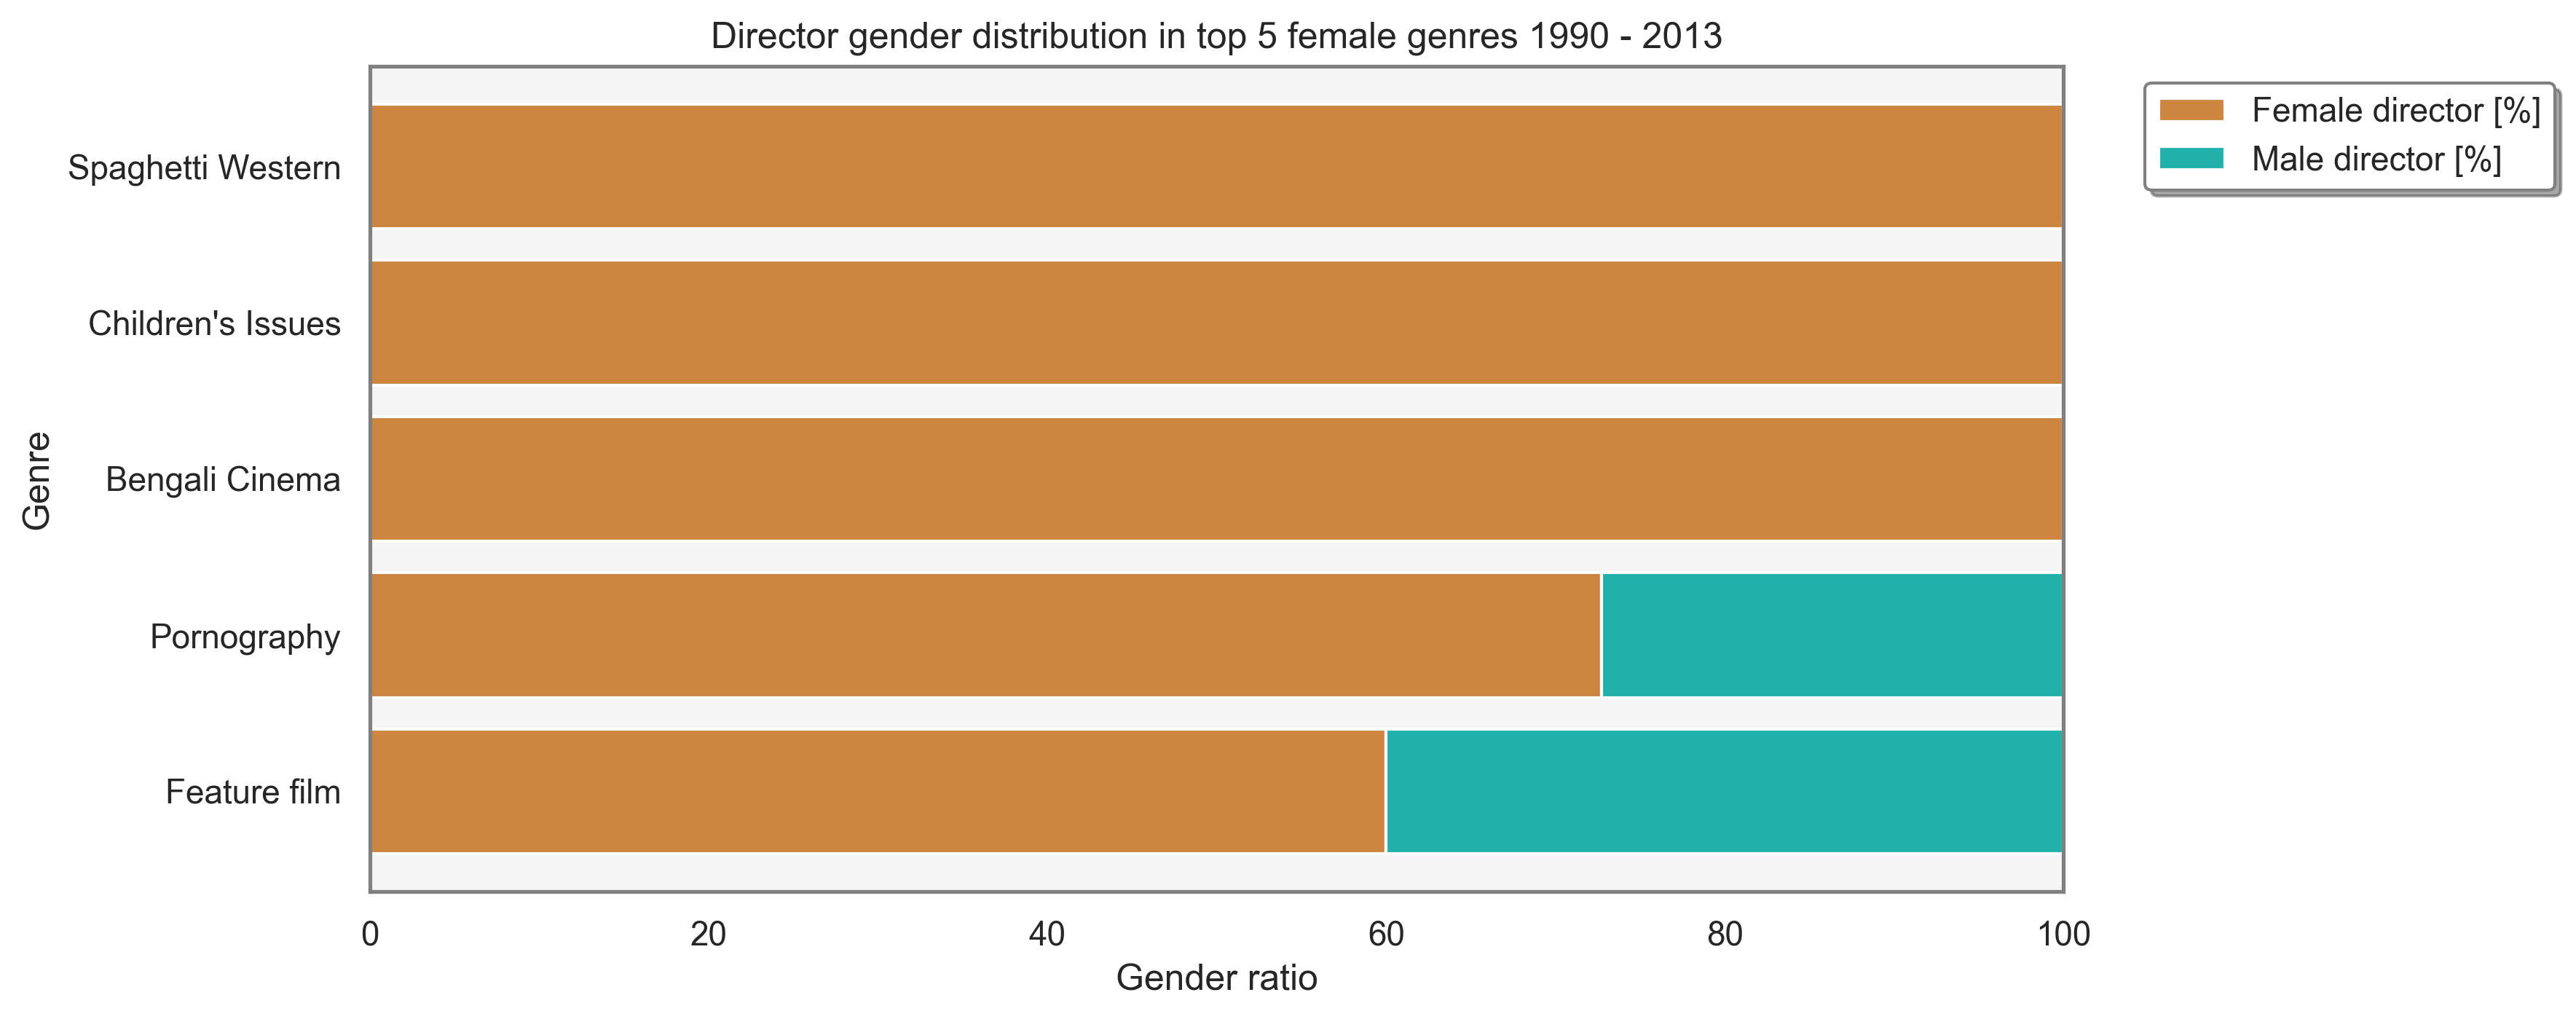 Director gender distribution in top 5 female genres 1990 - 2013
Female director [%]
Male director [%]
Genre
Spaghetti Western
Children's Issues
Bengali Cinema
Pornography
Feature film
0 20 40 60 80 100
Gender ratio